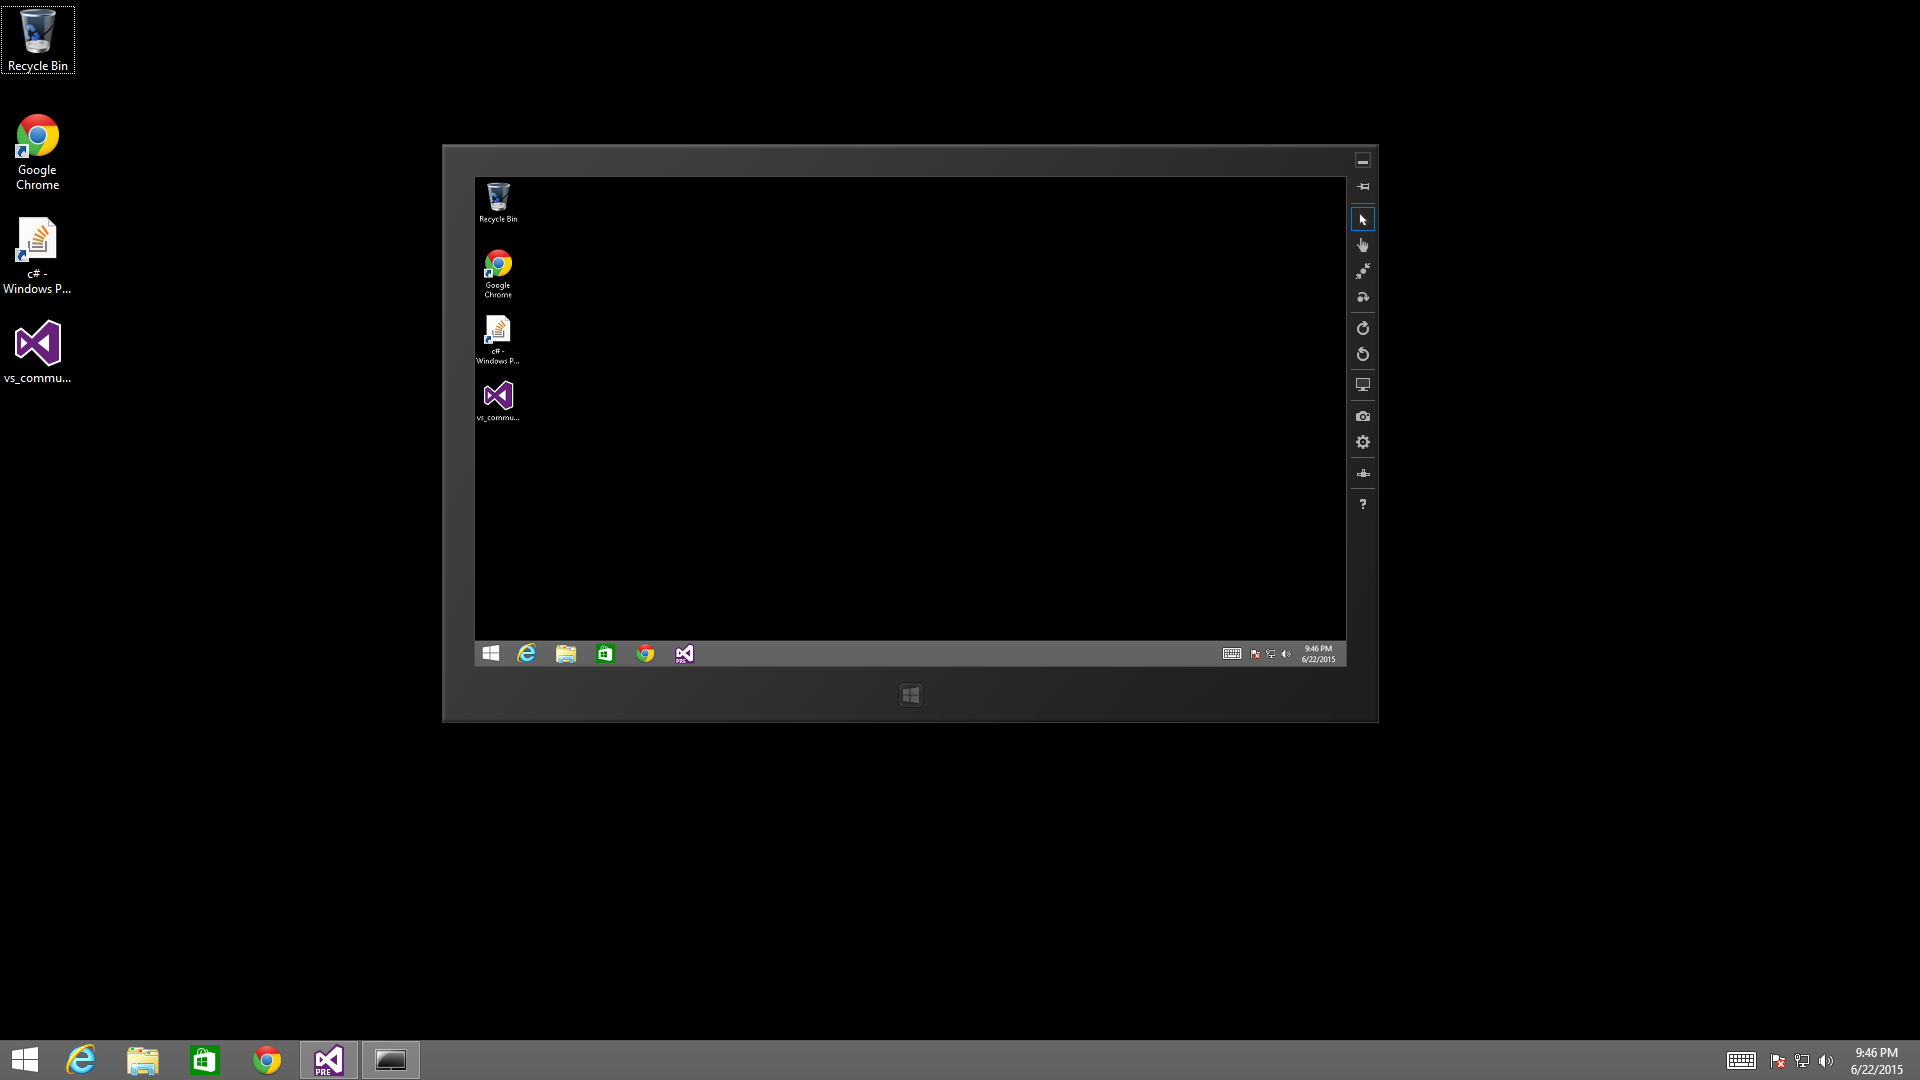 Recycle Bin
Google
Chrome
c# -
Windows P...
vs_commu...
Recycle Bin
Google
Chrome
c# -
Windows P...
vs_commu...
PRE
9:46 PM
6/22/2015
?
PRE
9:46 PM
6/22/2015